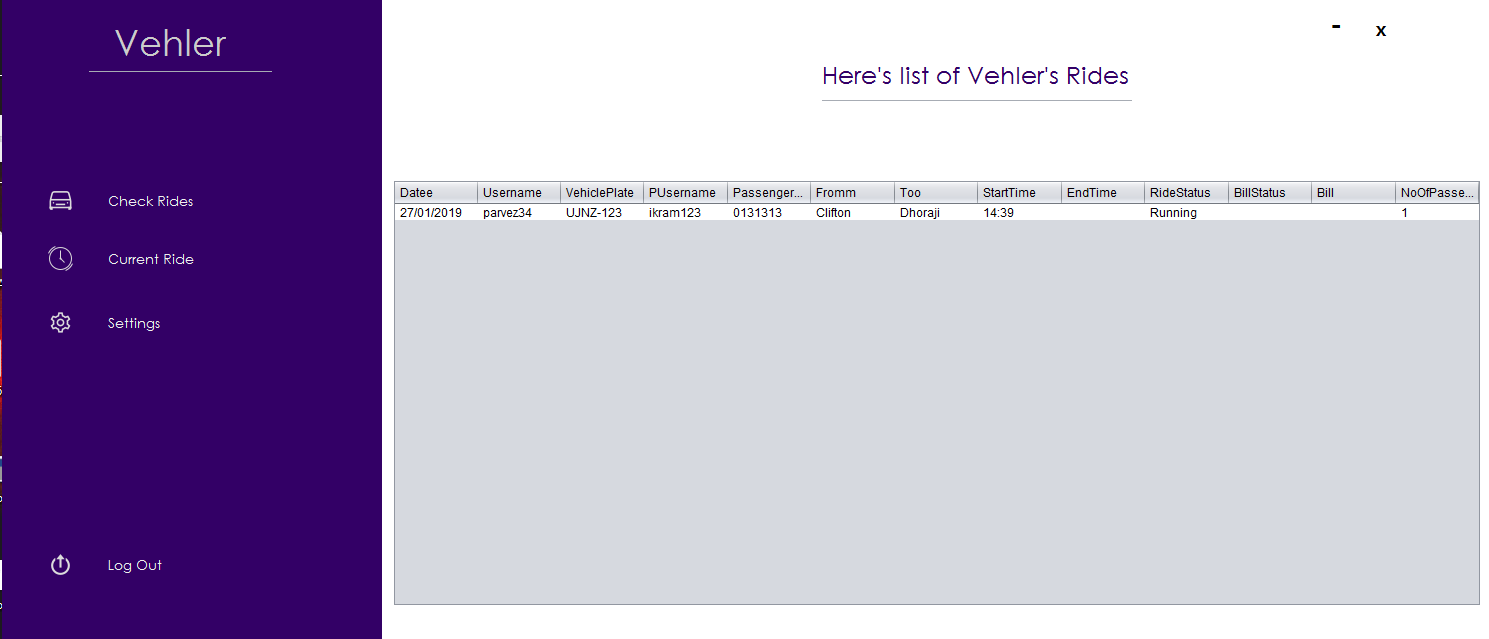 Vehler
Check Rides
Current Ride
Settings
Log Out
- x
Here's list of Vehler's Rides
Datee Username VehiclePlate PUsername Passenger... Fromm Too StartTime EndTime RideStatus BillStatus Bill NoOfPasse...
27/01/2019 parvez34 UJNZ-123 ikram123 0131313 Clifton Dhoraji 14:39 Running 1